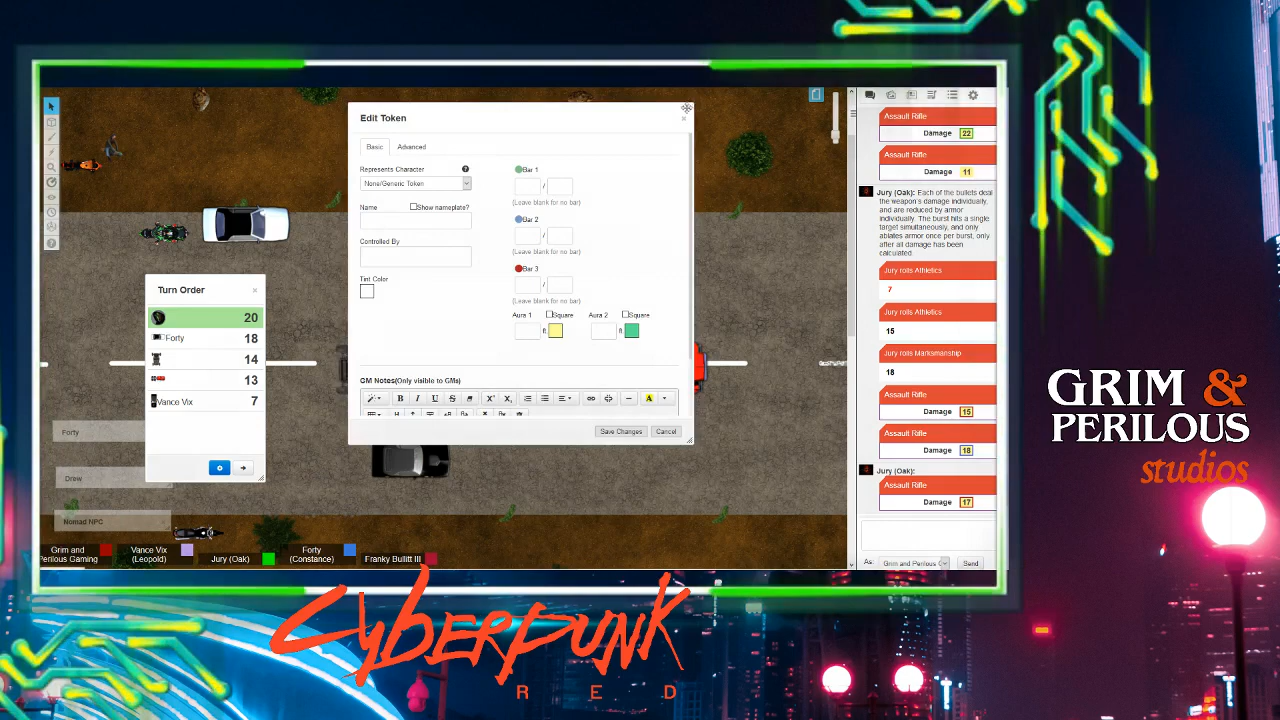 Edit Token
Basic
Advanced
Represents Character
None/Generic Token
Name
Show nameplate?
Controlled By
Tint Color
Bar 1
/
(Leave blank for no bar)
Bar 2
/
(Leave blank for no bar)
Bar 3
/
(Leave blank for no bar)
Aura 1
Square
Aura 2
Square
ft.
ft.
GM Notes(Only visible to GMs)
Save Changes
Cancel
Turn Order
20
Forty 18
14
13
Vance Vix 7
Forty
Drew
Nomad NPC
Grim and
Perilous Gaming
Vance Vix
(Leopold)
Jury (Oak)
Forty
(Constance)
Franky Bullitt III
Assault Rifle
Damage 22
Assault Rifle
Damage 11
Jury (Oak): Each of the bullets deal
the weapon's damage individually,
and are reduced by armor
individually. The burst hits a single
target simultaneously, and only
ablates armor once per burst, only
after all damage has been
calculated.
Jury rolls Athletics
7
Jury rolls Athletics
15
Jury rolls Marksmanship
18
Assault Rifle
Damage 15
Assault Rifle
Damage 18
Jury (Oak):
Assault Rifle
Damage 17
As:
Grim and Perilous G
Send
GRIM &
PERILOUS
studios
Cyberpunk
RED